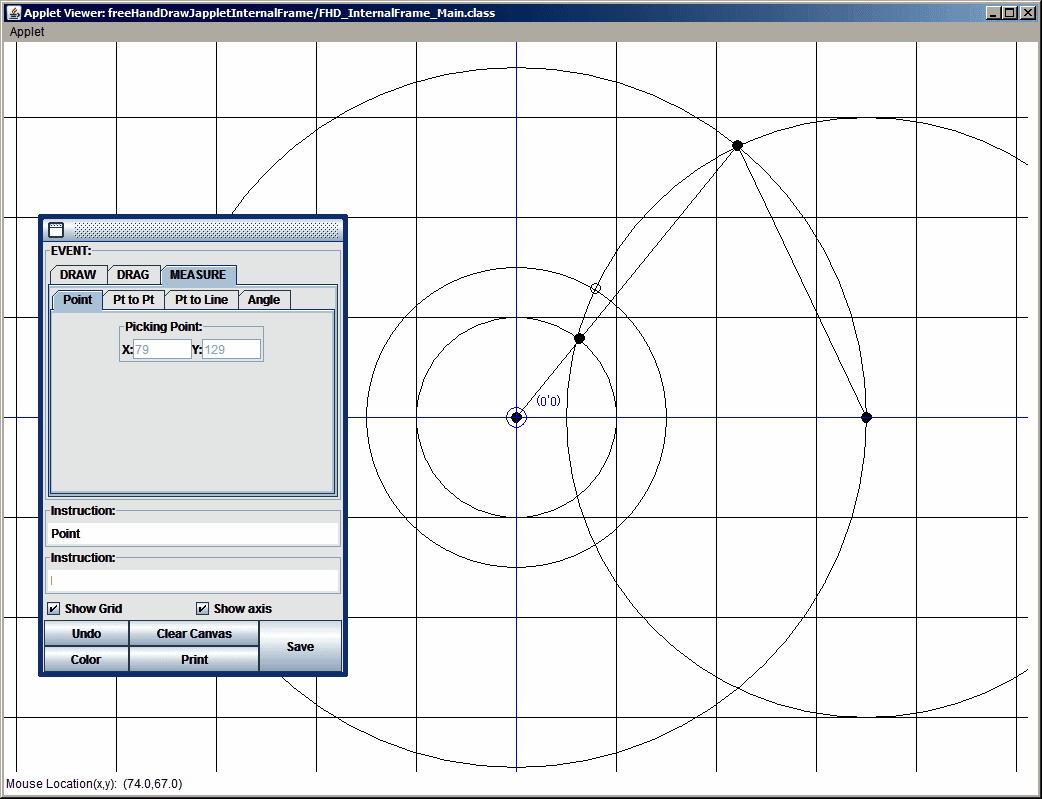 Applet Viewer: freeHandDrawJappletInternalFrame/FHD_InternalFrame_Main.class
Applet
EVENT:
DRAW DRAG MEASURE
Point Pt to Pt Pt to Line Angle
Picking Point:
X: 79 Y: 129
(0'0)
Instruction:
Point
Instruction:
Show Grid Show axis
Undo Clear Canvas Save
Color Print
Mouse Location(x,y): (74.0,67.0)